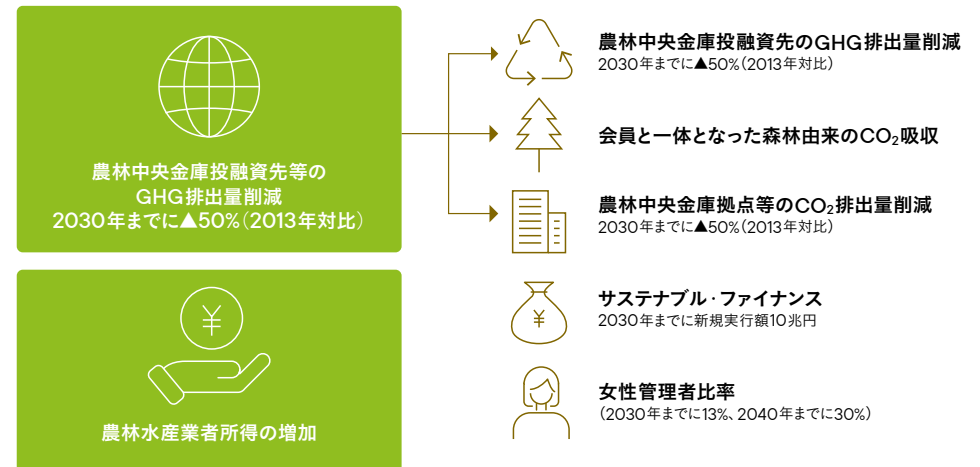 農林中央金庫投融資先等の
GHG排出量削減
2030年までに▲50%(2013年対比)
農林中央金庫投融資先のGHG排出量削減
2030年までに▲50%(2013年対比)
会員と一体となった森林由来のCO₂吸収
農林中央金庫拠点等のCO₂排出量削減
2030年までに▲50%(2013年対比)
¥
農林水産業者所得の増加
¥
サステナブル・ファイナンス
2030年までに新規実行額10兆円
女性管理者比率
(2030年までに13%、2040年までに30%)